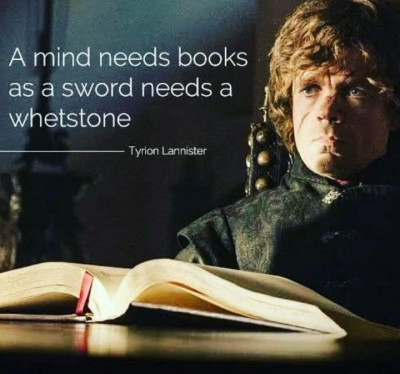 A mind needs books
as a sword needs a
whetstone
Tyrion Lannister